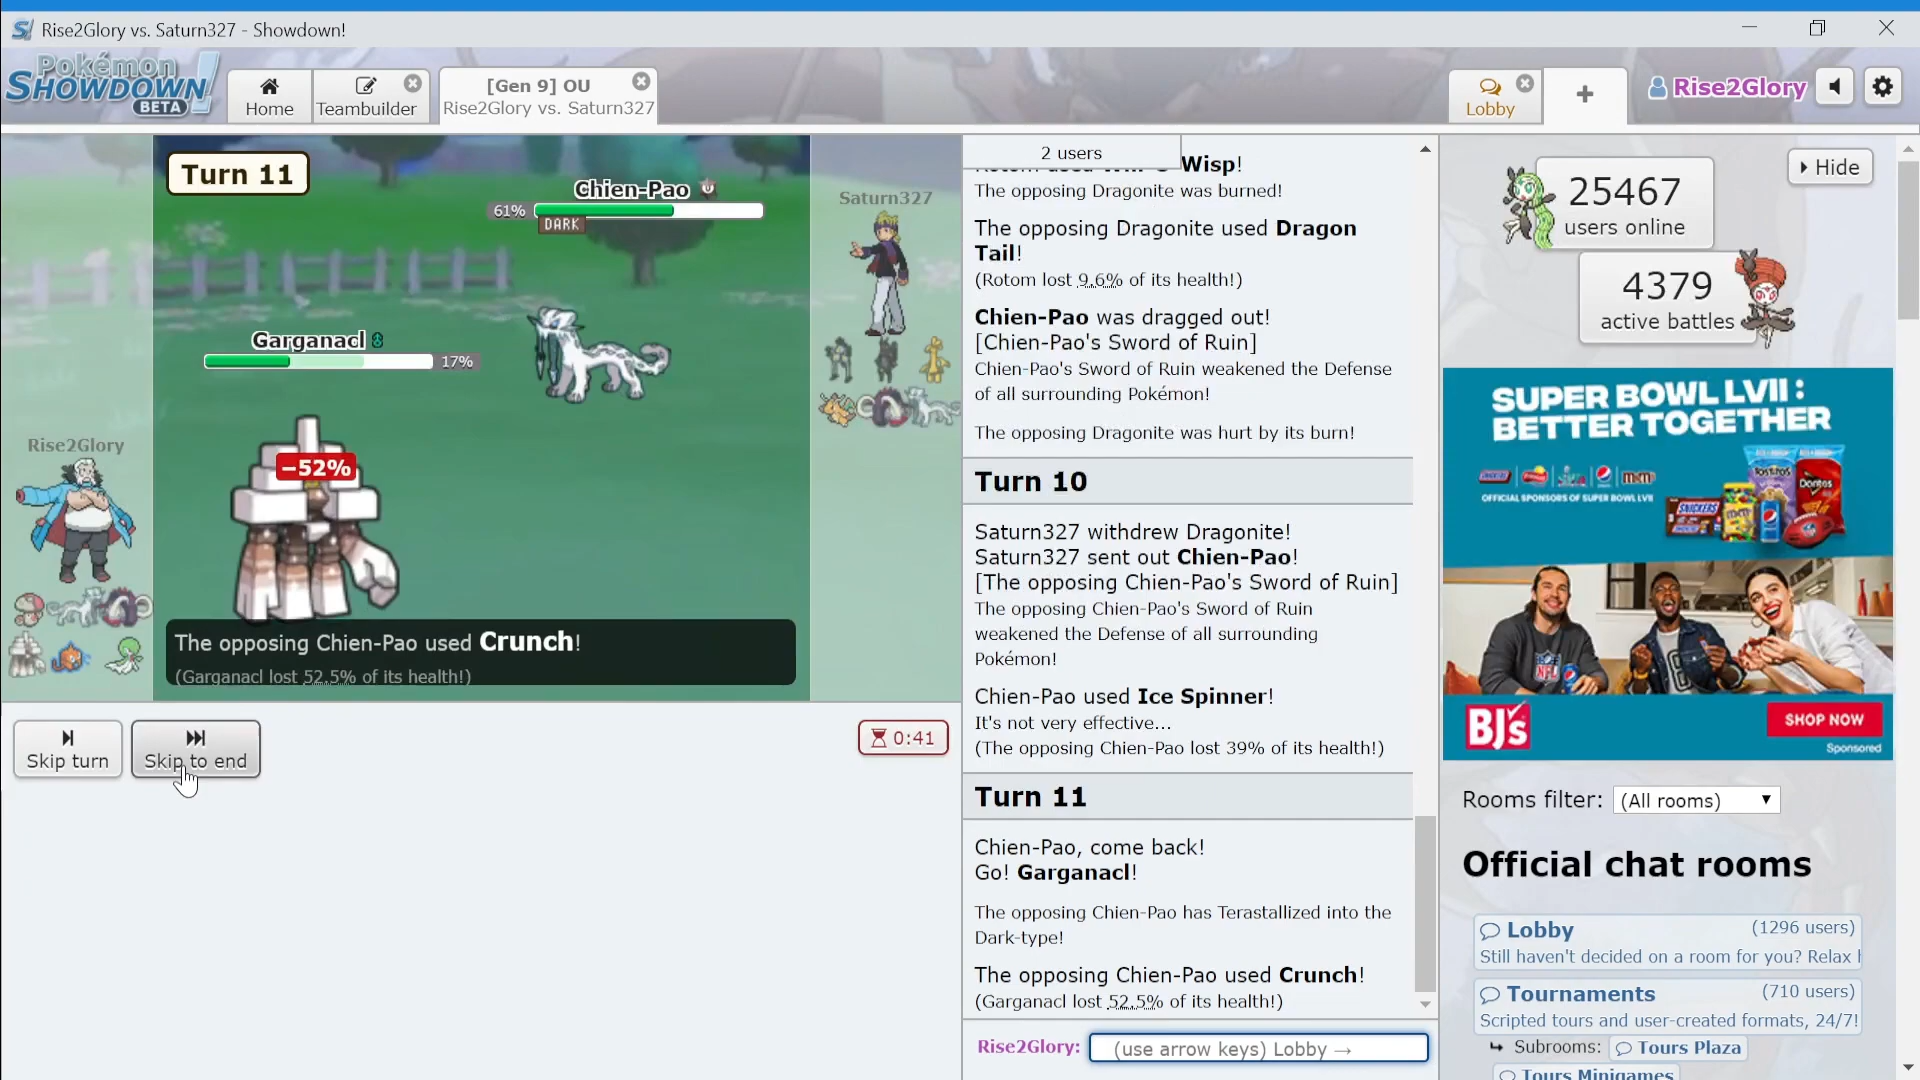 Rise2Glory vs. Saturn327 - Showdown!
Pokémon
SHOWDOWN!
BETA
Home
Teambuilder
[Gen 9] OU
Rise2Glory vs. Saturn327
Lobby
Rise2Glory
Turn 11
Chien-Pao
61%
DARK
Garganacl
17%
−52%
The opposing Chien-Pao used Crunch!
(Garganacl lost 52.5% of its health!)
Saturn327
Rise2Glory
Skip turn
Skip to end
0:41
2 users
Rotom used Will-O-Wisp!
The opposing Dragonite was burned!
The opposing Dragonite used Dragon
Tail!
(Rotom lost 9.6% of its health!)
Chien-Pao was dragged out!
[Chien-Pao's Sword of Ruin]
Chien-Pao's Sword of Ruin weakened the Defense
of all surrounding Pokémon!
The opposing Dragonite was hurt by its burn!
Turn 10
Saturn327 withdrew Dragonite!
Saturn327 sent out Chien-Pao!
[The opposing Chien-Pao's Sword of Ruin]
The opposing Chien-Pao's Sword of Ruin
weakened the Defense of all surrounding
Pokémon!
Chien-Pao used Ice Spinner!
It's not very effective...
(The opposing Chien-Pao lost 39% of its health!)
Turn 11
Chien-Pao, come back!
Go! Garganacl!
The opposing Chien-Pao has Terastallized into the
Dark-type!
The opposing Chien-Pao used Crunch!
(Garganacl lost 52.5% of its health!)
Rise2Glory:
(use arrow keys) Lobby →
25467
users online
4379
active battles
Hide
SUPER BOWL LVII :
BETTER TOGETHER
OFFICIAL SPONSORS OF SUPER BOWL LVII
TOSTITOS
Doritos
SNICKERS
NFL
BJ's
SHOP NOW
Sponsored
Rooms filter: (All rooms)
Official chat rooms
Lobby (1296 users)
Still haven't decided on a room for you? Relax
Tournaments (710 users)
Scripted tours and user-created formats, 24/7!
Subrooms: Tours Plaza
Tours Minigames